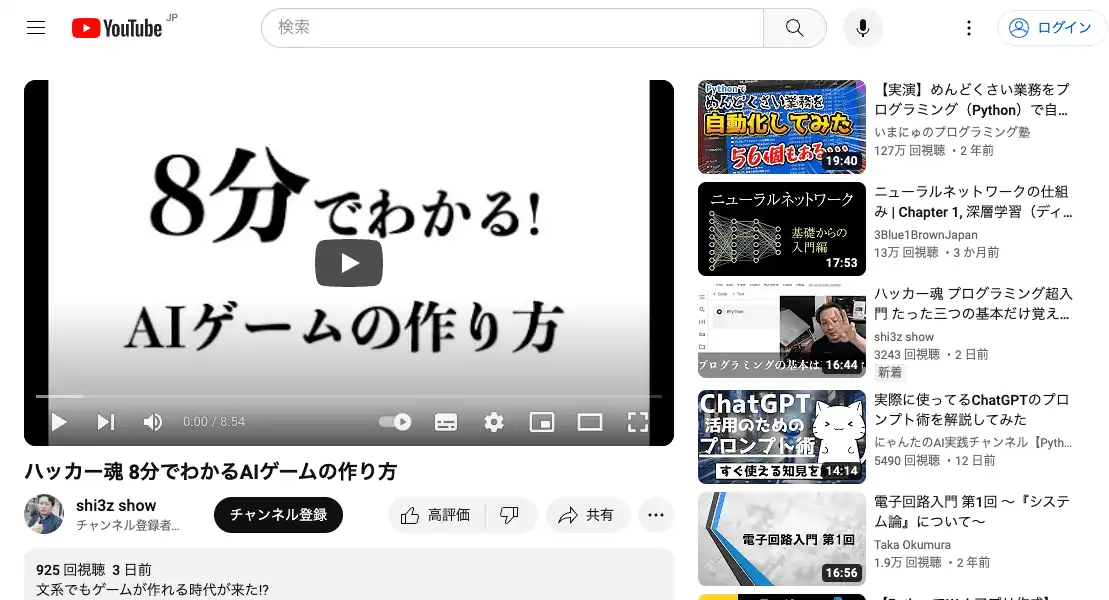 YouTube JP
検索
ログイン
8分でわかる!
AIゲームの作り方
0:00 / 8:54
ハッカー魂 8分でわかるAIゲームの作り方
shi3z show
チャンネル登録者...
チャンネル登録
高評価
共有
925 回視聴 3 日前
文系でもゲームが作れる時代が来た!?
Pythonで
めんどくさい業務を
自動化してみた
56個もある…
19:40
【実演】めんどくさい業務をプ
ログラミング（Python）で自...
いまにゅのプログラミング塾
127万 回視聴 ・2 年前
ニューラルネットワーク
基礎からの
入門編
17:53
ニューラルネットワークの仕組
み | Chapter 1, 深層学習（ディ...
3Blue1BrownJapan
13万 回視聴 ・3 か月前
プログラミングの基本は
16:44
ハッカー魂 プログラミング超入
門 たった三つの基本だけ覚え...
shi3z show
3243 回視聴 ・2 日前
新着
ChatGPT
活用のための
プロンプト術
すぐ使える知見を
14:14
実際に使ってるChatGPTのプロ
ンプト術を解説してみた
にゃんたのAI実践チャンネル【Pyth...
5490 回視聴 ・12 日前
電子回路入門 第1回
16:56
電子回路入門 第1回 〜『システ
ム論』について〜
Taka Okumura
1.9万 回視聴 ・2 年前